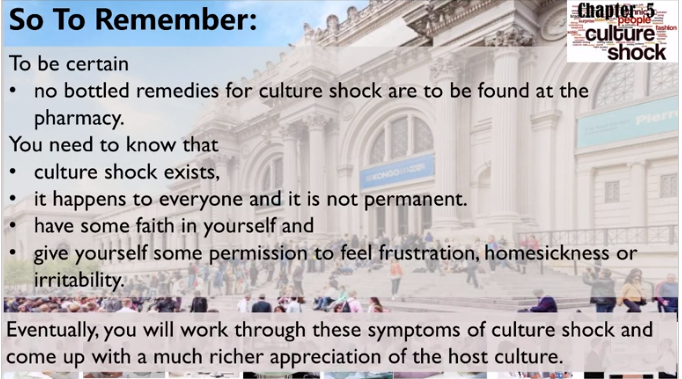 So To Remember:
Chapter 5
people
fashion
culture
shock
To be certain
• no bottled remedies for culture shock are to be found at the
pharmacy.
You need to know that
• culture shock exists,
• it happens to everyone and it is not permanent.
• have some faith in yourself and
• give yourself some permission to feel frustration, homesickness or
irritability.
Eventually, you will work through these symptoms of culture shock and
come up with a much richer appreciation of the host culture.